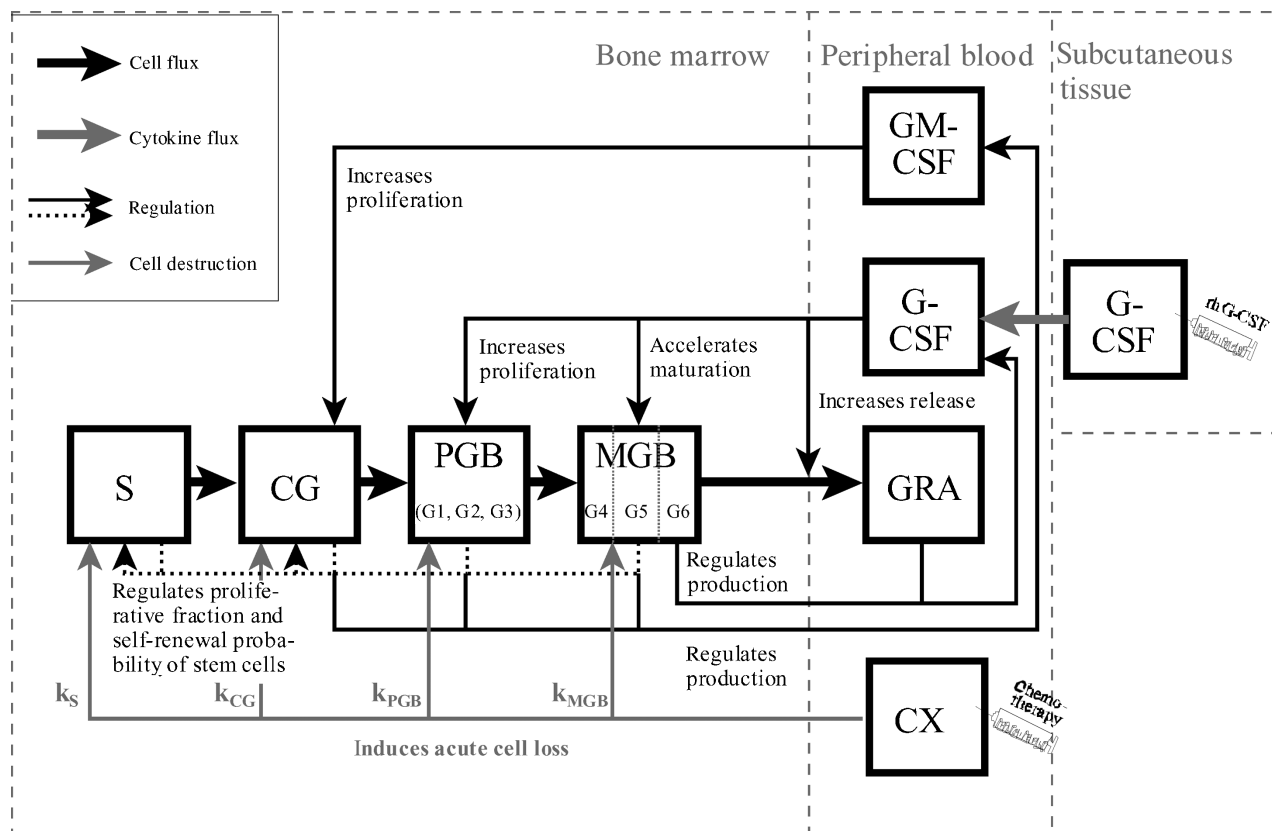 Cell flux
Cytokine flux
Regulation
Cell destruction
Bone marrow
Peripheral blood
Subcutaneous
tissue
GM-
CSF
Increases
proliferation
G-
CSF
G-
CSF
rh G-CSF
Increases
proliferation
Accelerates
maturation
Increases release
S
CG
PGB
(G1, G2, G3)
MGB
G4
G5
G6
GRA
Regulates
production
Regulates prolife-
rative fraction and
self-renewal proba-
bility of stem cells
Regulates
production
kS
kCG
kPGB
kMGB
CX
Chemo-
therapy
Induces acute cell loss